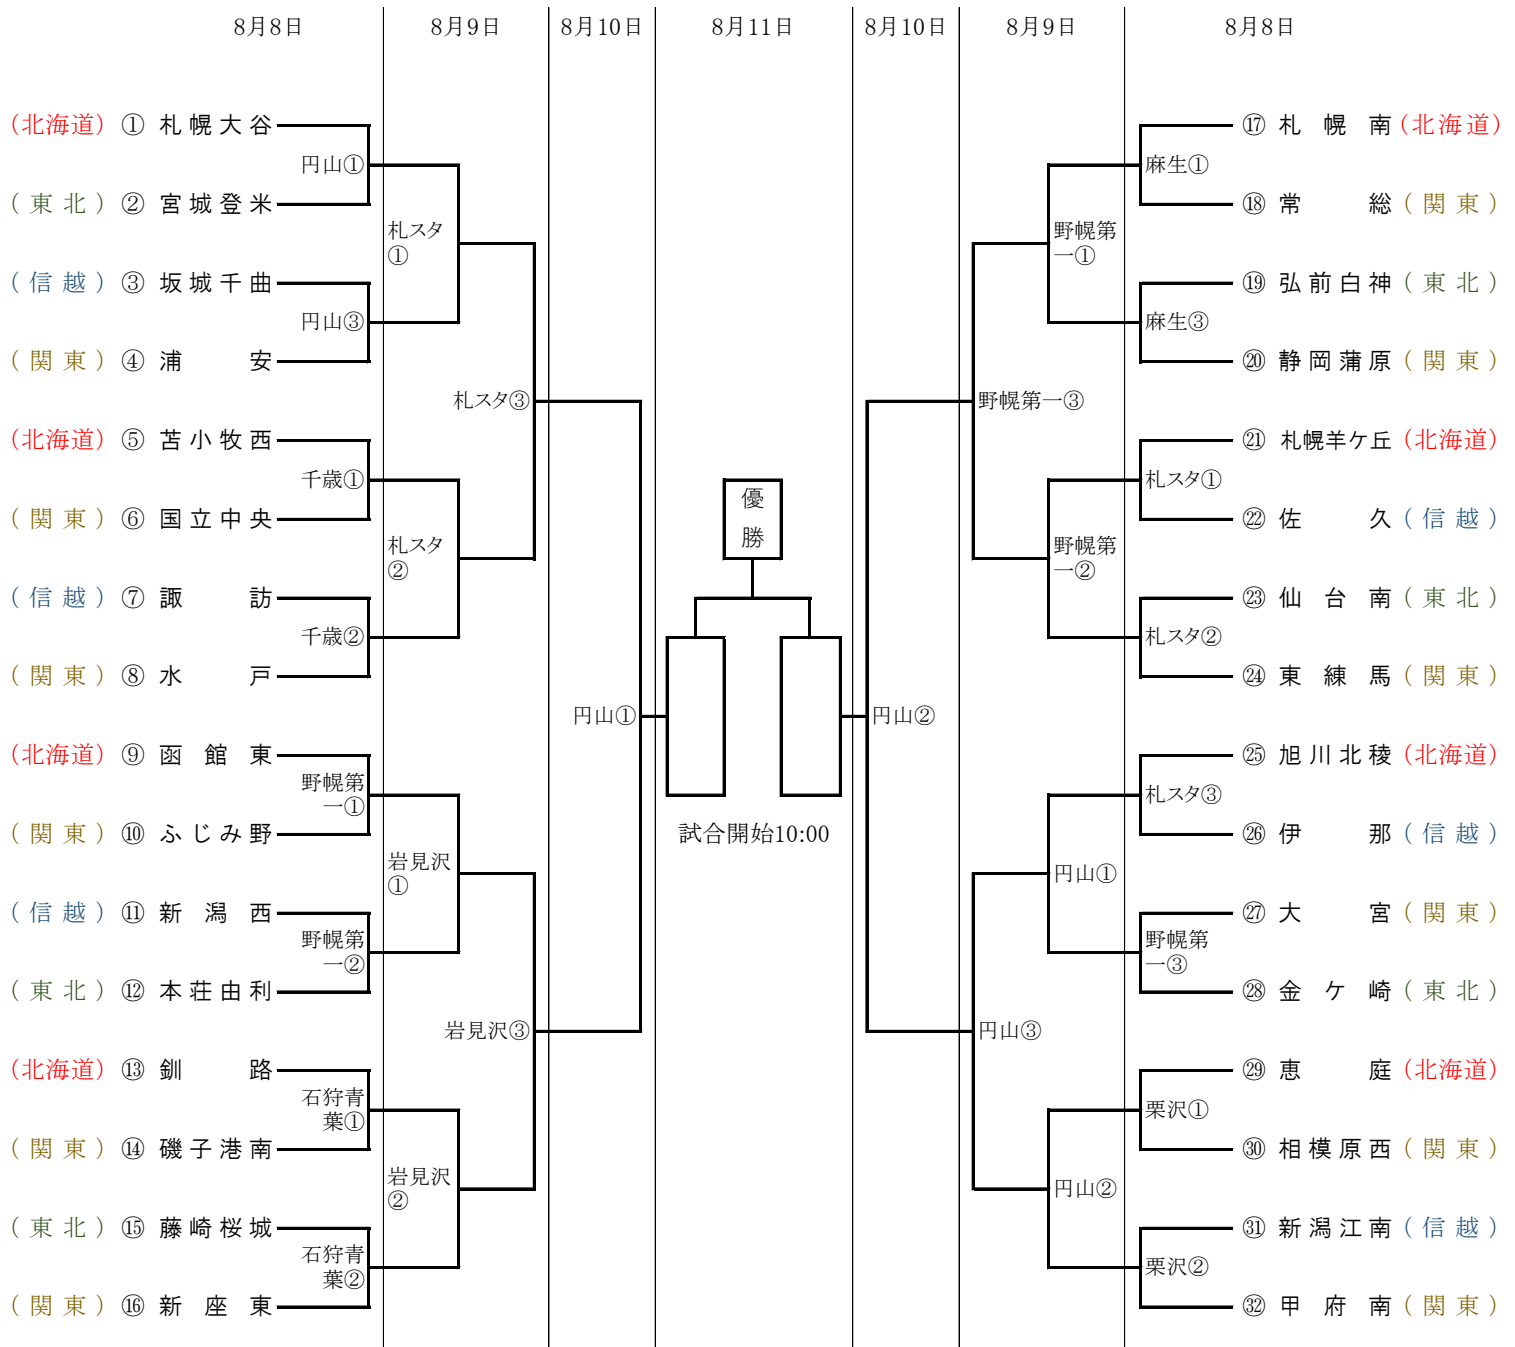 8月8日 8月9日 8月10日 8月11日 8月10日 8月9日 8月8日
(北海道) ① 札幌大谷
円山①
(東北) ② 宮城登米
札スタ
①
(信越) ③ 坂城千曲
円山③
(関東) ④ 浦安
札スタ③
(北海道) ⑤ 苫小牧西
千歳①
(関東) ⑥ 国立中央
札スタ
②
(信越) ⑦ 諏訪
千歳②
(関東) ⑧ 水戸
円山①
(北海道) ⑨ 函館東
野幌第
一①
(関東) ⑩ ふじみ野
岩見沢
①
(信越) ⑪ 新潟西
野幌第
一②
(東北) ⑫ 本荘由利
岩見沢③
(北海道) ⑬ 釧路
石狩青
葉①
(関東) ⑭ 磯子港南
岩見沢
②
(東北) ⑮ 藤崎桜城
石狩青
葉②
(関東) ⑯ 新座東
優
勝
試合開始10:00
⑰ 札幌南 (北海道)
麻生①
⑱ 常総 (関東)
野幌第
一①
⑲ 弘前白神 (東北)
麻生③
⑳ 静岡蒲原 (関東)
野幌第一③
㉑ 札幌羊ケ丘 (北海道)
札スタ①
㉒ 佐久 (信越)
野幌第
一②
㉓ 仙台南 (東北)
札スタ②
㉔ 東練馬 (関東)
円山②
㉕ 旭川北稜 (北海道)
札スタ③
㉖ 伊那 (信越)
円山①
㉗ 大宮 (関東)
野幌第
一③
㉘ 金ケ崎 (東北)
円山③
㉙ 恵庭 (北海道)
栗沢①
㉚ 相模原西 (関東)
円山②
㉛ 新潟江南 (信越)
栗沢②
㉜ 甲府南 (関東)